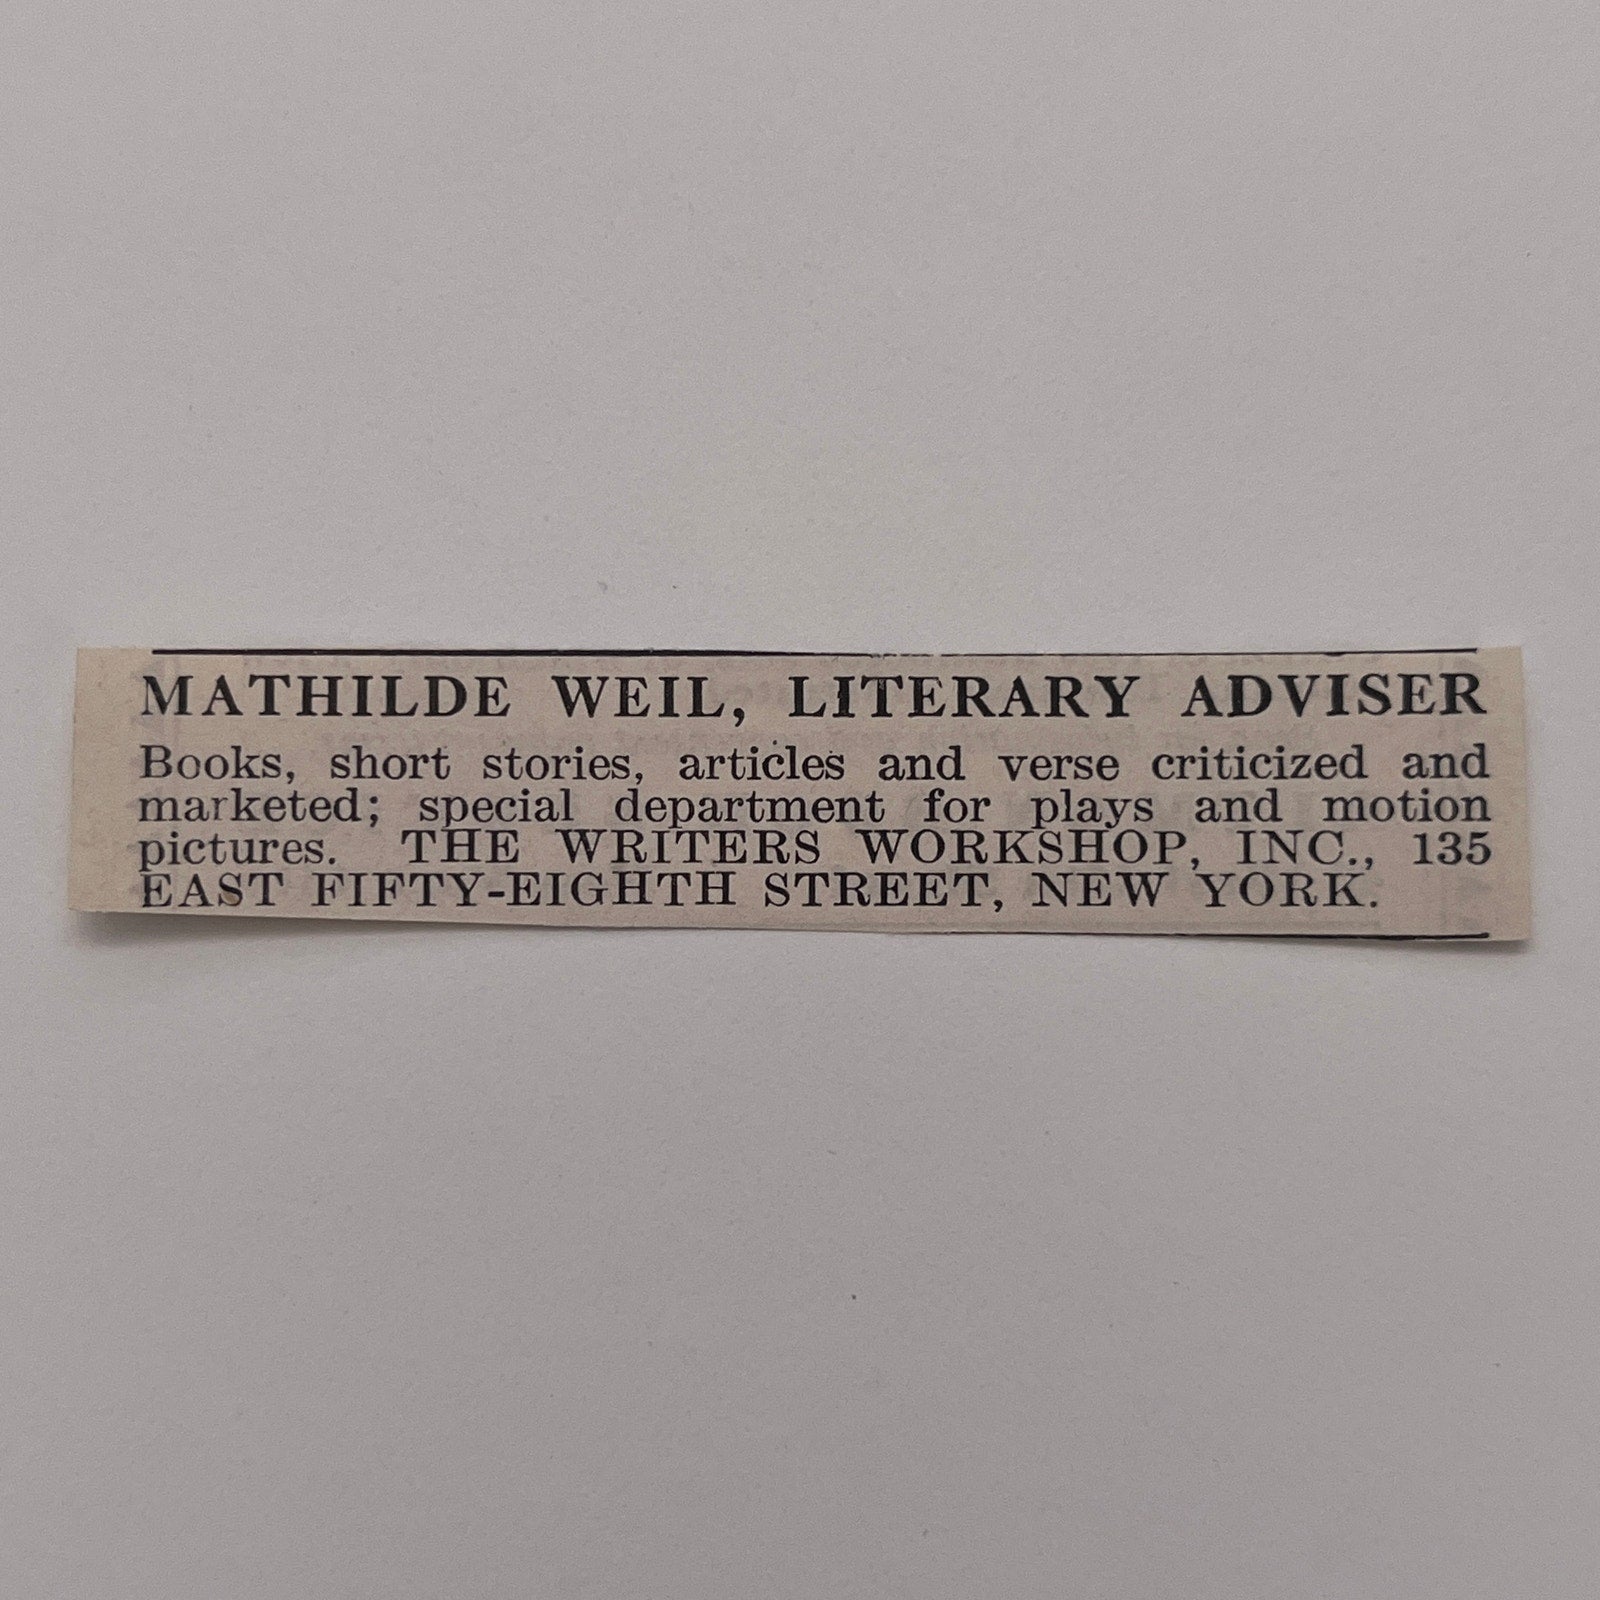 MATHILDE WEIL, LITERARY ADVISER
Books, short stories, articles and verse criticized and
marketed; special department for plays and motion
pictures. THE WRITERS WORKSHOP, INC., 135
EAST FIFTY-EIGHTH STREET, NEW YORK.